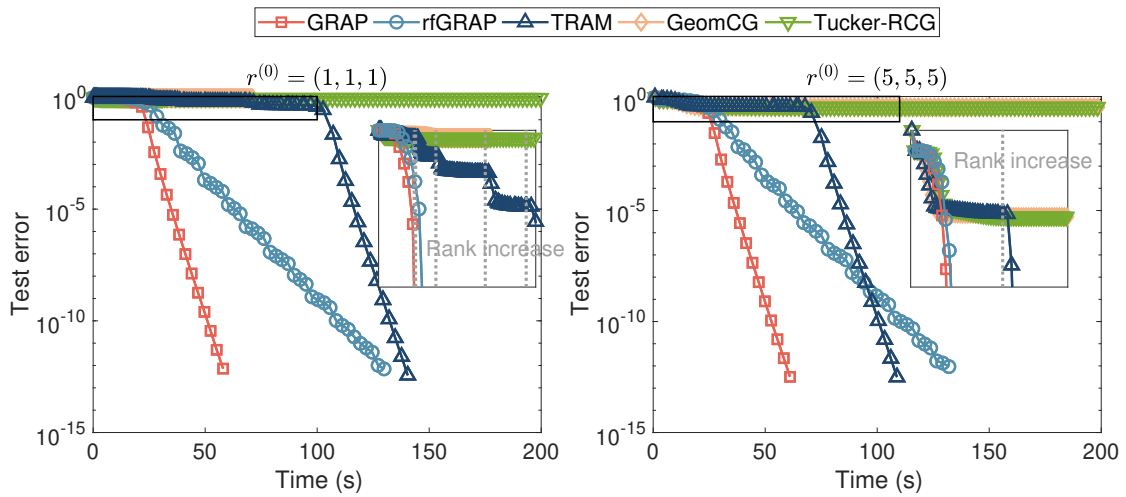 GRAP rfGRAP TRAM GeomCG Tucker-RCG
r^{(0)} = (1, 1, 1)
10^0
10^{-5}
10^{-10}
10^{-15}
Test error
Rank increase
0 50 100 150 200
Time (s)
r^{(0)} = (5, 5, 5)
10^0
10^{-5}
10^{-10}
10^{-15}
Test error
Rank increase
0 50 100 150 200
Time (s)